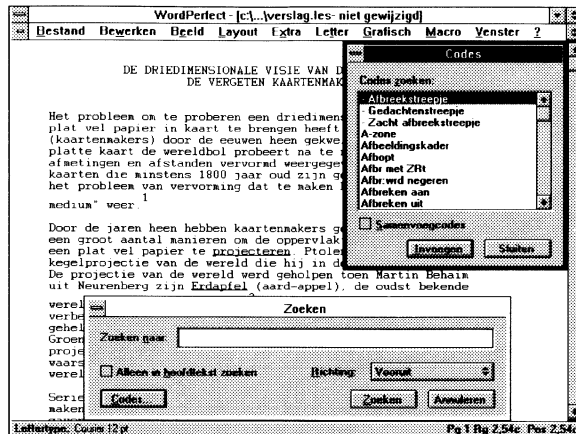 WordPerfect - [c:\...\verslag.les- niet gewijzigd]
Bestand Bewerken Beeld Layout Extra Letter Grafisch Macro Venster ?
DE DRIEDIMENSIONALE VISIE VAN D
DE VERGETEN KAARTENMAK
Het probleem om te proberen een driedimens
plat vel papier in kaart te brengen heeft
(kaartenmakers) door de eeuwen heen gekwe
platte kaart de wereldbol probeert na te
afmetingen en afstanden vervormd weergegev
kaarten die minstens 1800 jaar oud zijn ge
het probleem van vervorming dat te maken
medium" weer.1
Door de jaren heen hebben kaartenmakers ge
een groot aantal manieren om de oppervlak
een plat vel papier te projecteren. Ptolem
kegelprojectie van de wereld die hij in de
De projectie van de wereld werd geholpen toen Martin Behaim
uit Neurenberg zijn Erdapfel (aard-appel), de oudst bekende
werel
verbe
gehel
Groen
proje
vaars
werel
Serie
maken
Codes
Codes zoeken:
- Afbreekstreepje
- Gedachtenstreepje
- Zacht afbreekstreepje
A-zone
Afbeeldingskader
Afbopt
Afbr met ZRt
Afbr:wrd negeren
Afbreken aan
Afbreken uit
Samenvoegcodes
Invoegen Sluiten
Zoeken
Zoeken naar:
Alleen in hoofdtekst zoeken Richting: Vooruit
Codes... Zoeken Annuleren
Lettertype: Courier 12 pt Pg 1 Rg 2,54c Pos 2,54c